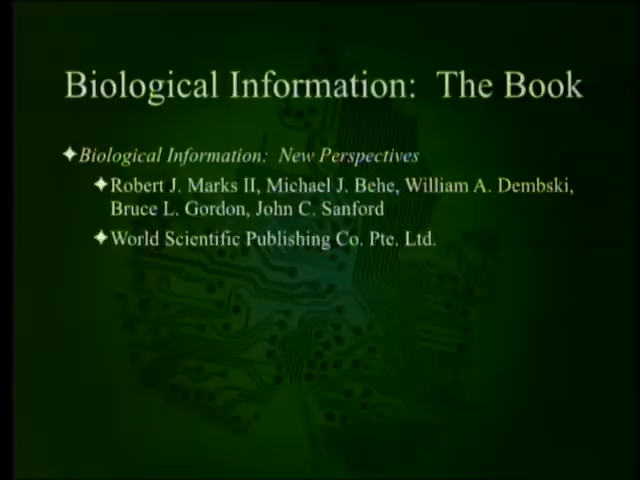 Biological Information: The Book
Biological Information: New Perspectives
Robert J. Marks II, Michael J. Behe, William A. Dembski,
Bruce L. Gordon, John C. Sanford
World Scientific Publishing Co. Pte. Ltd.